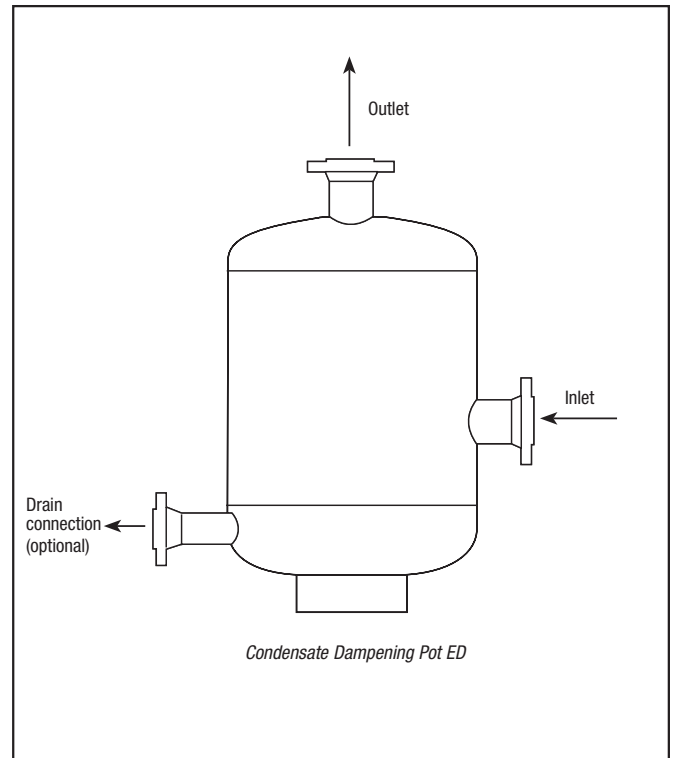 Outlet
Inlet
Drain
connection
(optional)
Condensate Dampening Pot ED